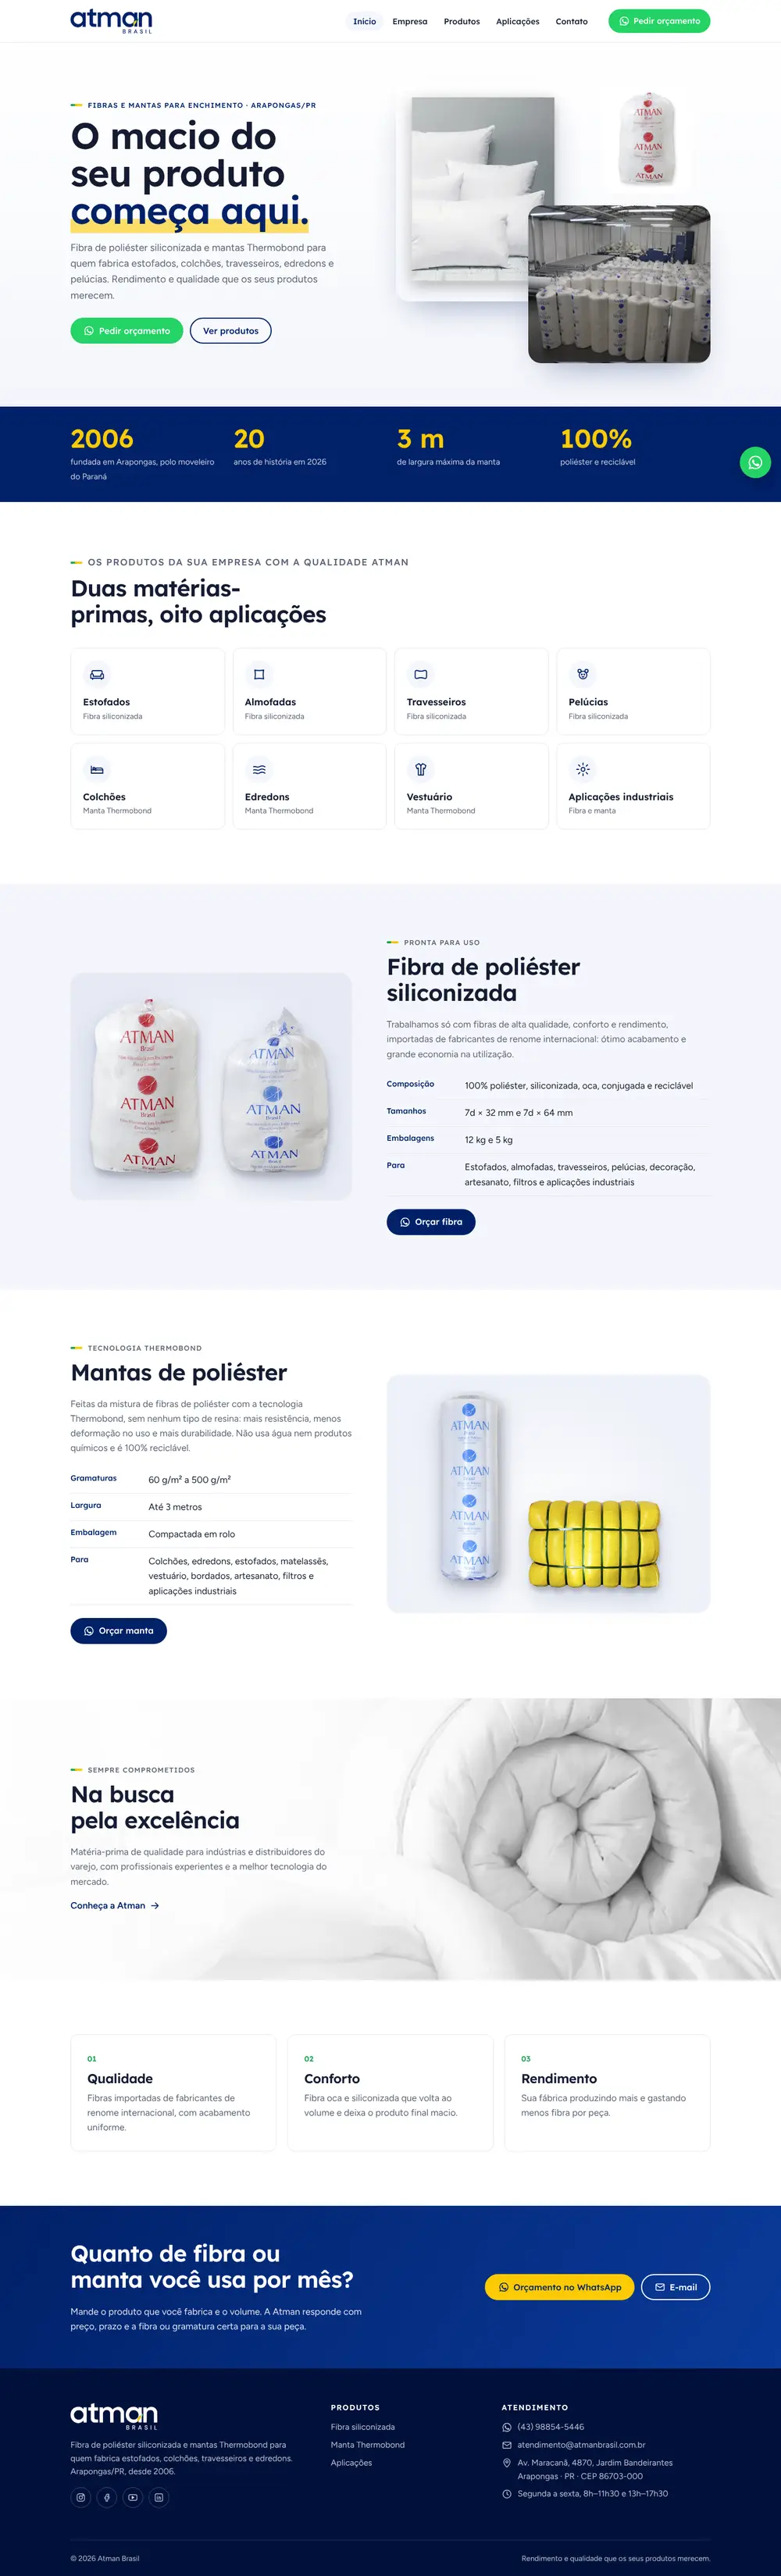 atman
BRASIL
Início
Empresa
Produtos
Aplicações
Contato
Pedir orçamento
FIBRAS E MANTAS PARA ENCHIMENTO · ARAPONGAS/PR
O macio do
seu produto
começa aqui.
Fibra de poliéster siliconizada e mantas Thermobond para
quem fabrica estofados, colchões, travesseiros, edredons e
pelúcias. Rendimento e qualidade que os seus produtos
merecem.
Pedir orçamento
Ver produtos
ATMAN
ATMAN
ATMAN
2006
fundada em Arapongas, polo moveleiro
do Paraná
20
anos de história em 2026
3 m
de largura máxima da manta
100%
poliéster e reciclável
OS PRODUTOS DA SUA EMPRESA COM A QUALIDADE ATMAN
Duas matérias-
primas, oito aplicações
Estofados
Fibra siliconizada
Almofadas
Fibra siliconizada
Travesseiros
Fibra siliconizada
Pelúcias
Fibra siliconizada
Colchões
Manta Thermobond
Edredons
Manta Thermobond
Vestuário
Manta Thermobond
Aplicações industriais
Fibra e manta
ATMAN
Brasil
ATMAN
Brasil
ATMAN
ATMAN
ATMAN
Brasil
ATMAN
PRONTA PARA USO
Fibra de poliéster
siliconizada
Trabalhamos só com fibras de alta qualidade, conforto e rendimento,
importadas de fabricantes de renome internacional: ótimo acabamento e
grande economia na utilização.
Composição
100% poliéster, siliconizada, oca, conjugada e reciclável
Tamanhos
7d × 32 mm e 7d × 64 mm
Embalagens
12 kg e 5 kg
Para
Estofados, almofadas, travesseiros, pelúcias, decoração,
artesanato, filtros e aplicações industriais
Orçar fibra
TECNOLOGIA THERMOBOND
Mantas de poliéster
Feitas da mistura de fibras de poliéster com a tecnologia
Thermobond, sem nenhum tipo de resina: mais resistência, menos
deformação no uso e mais durabilidade. Não usa água nem produtos
químicos e é 100% reciclável.
Gramaturas
60 g/m² a 500 g/m²
Largura
Até 3 metros
Embalagem
Compactada em rolo
Para
Colchões, edredons, estofados, matelassês,
vestuário, bordados, artesanato, filtros e
aplicações industriais
Orçar manta
ATMAN
ATMAN
ATMAN
ATMAN
SEMPRE COMPROMETIDOS
Na busca
pela excelência
Matéria-prima de qualidade para indústrias e distribuidores do
varejo, com profissionais experientes e a melhor tecnologia do
mercado.
Conheça a Atman →
01
Qualidade
Fibras importadas de fabricantes de
renome internacional, com acabamento
uniforme.
02
Conforto
Fibra oca e siliconizada que volta ao
volume e deixa o produto final macio.
03
Rendimento
Sua fábrica produzindo mais e gastando
menos fibra por peça.
Quanto de fibra ou
manta você usa por mês?
Mande o produto que você fabrica e o volume. A Atman responde com
preço, prazo e a fibra ou gramatura certa para a sua peça.
Orçamento no WhatsApp
E-mail
atman
BRASIL
Fibra de poliéster siliconizada e mantas Thermobond para
quem fabrica estofados, colchões, travesseiros e edredons.
Arapongas/PR, desde 2006.
PRODUTOS
Fibra siliconizada
Manta Thermobond
Aplicações
ATENDIMENTO
(43) 98854-5446
atendimento@atmanbrasil.com.br
Av. Maracanã, 4870, Jardim Bandeirantes
Arapongas · PR · CEP 86703-000
Segunda a sexta, 8h–11h30 e 13h–17h30
© 2026 Atman Brasil
Rendimento e qualidade que os seus produtos merecem.